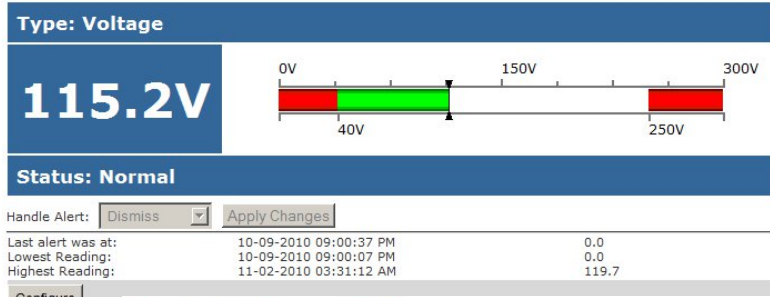 Type: Voltage
115.2V
0V 150V 300V
40V 250V
Status: Normal
Handle Alert: Dismiss Apply Changes
Last alert was at: 10-09-2010 09:00:37 PM 0.0
Lowest Reading: 10-09-2010 09:00:07 PM 0.0
Highest Reading: 11-02-2010 03:31:12 AM 119.7
Configure